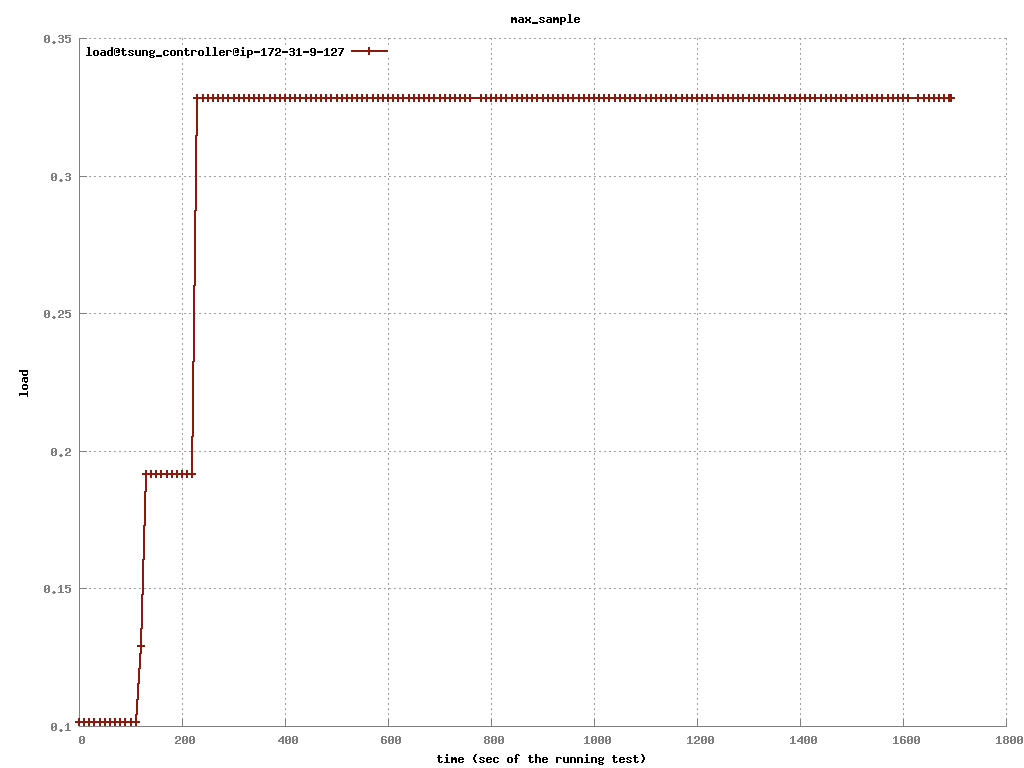 max_sample
load@tsung_controller@ip-172-31-9-127
0.35
0.3
0.25
0.2
0.15
0.1
load
0 200 400 600 800 1000 1200 1400 1600 1800
time (sec of the running test)